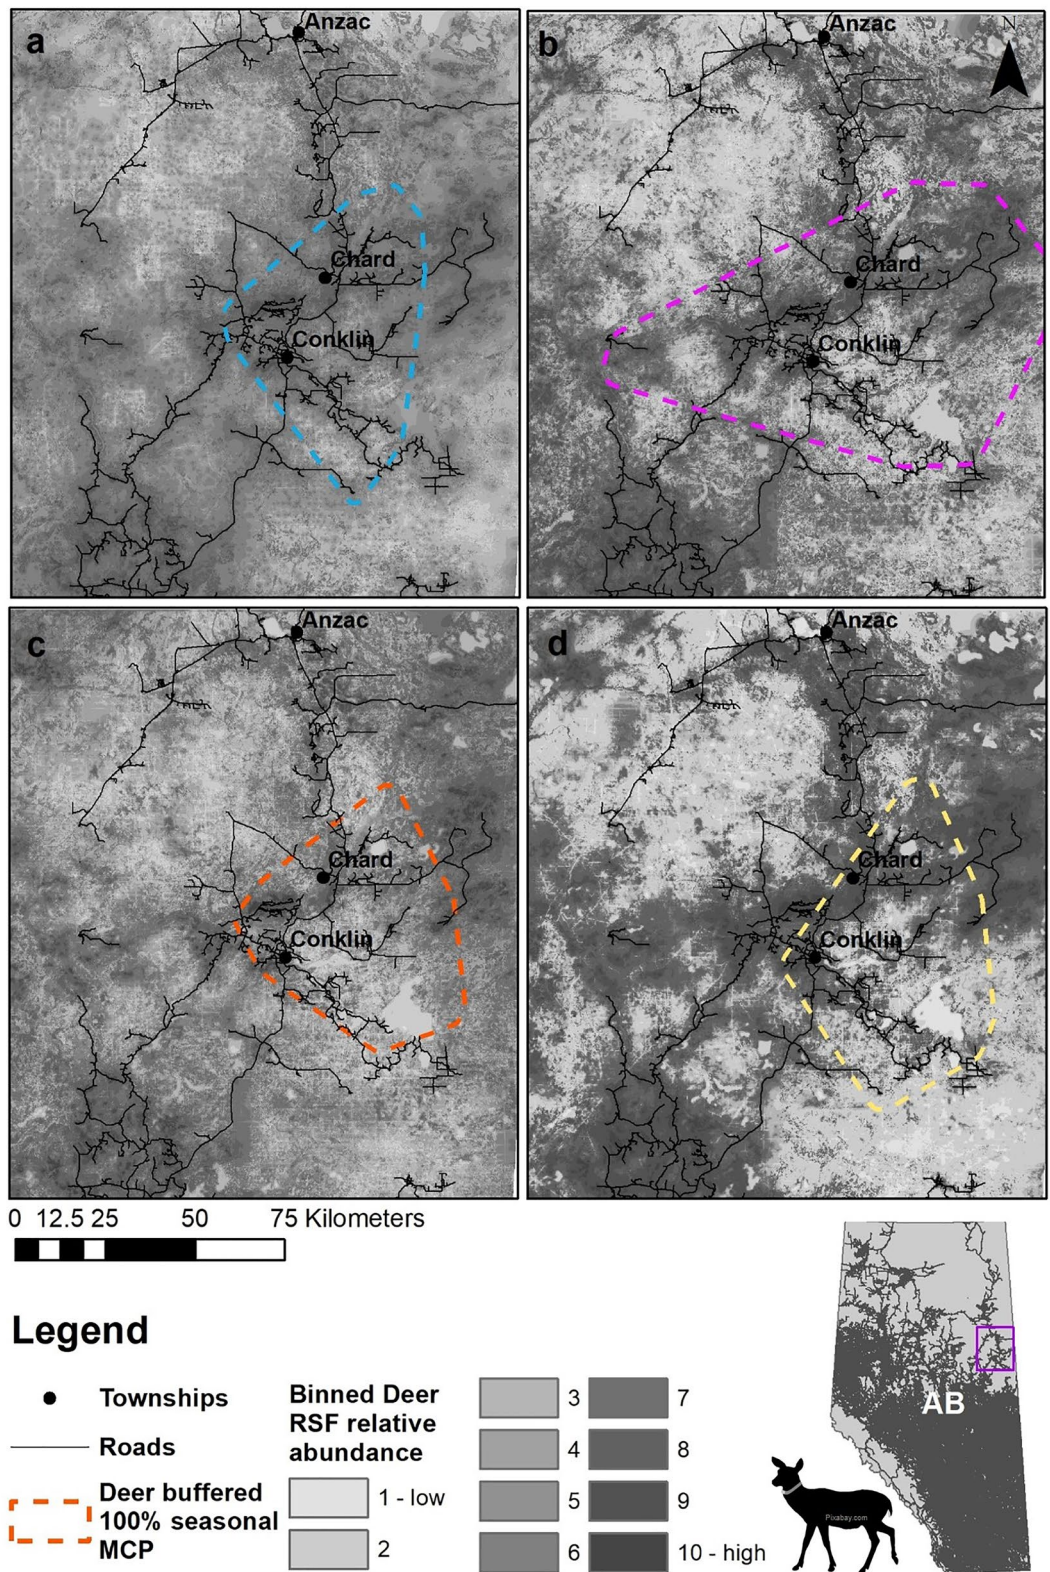 a
Anzac
Chard
Conklin
b
N
Anzac
Chard
Conklin
c
Anzac
Chard
Conklin
d
Anzac
Chard
Conklin
0 12.5 25 50 75 Kilometers
Legend
Townships
Roads
Deer buffered
100% seasonal
MCP
Binned Deer
RSF relative
abundance
1 - low
2
3
4
5
6
7
8
9
10 - high
AB
Pixabay.com